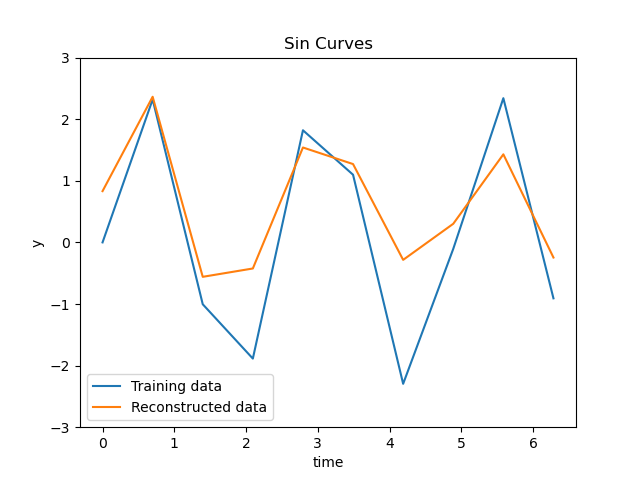 Sin Curves
3
2
1
0
−1
−2
−3
y
Training data
Reconstructed data
0 1 2 3 4 5 6
time